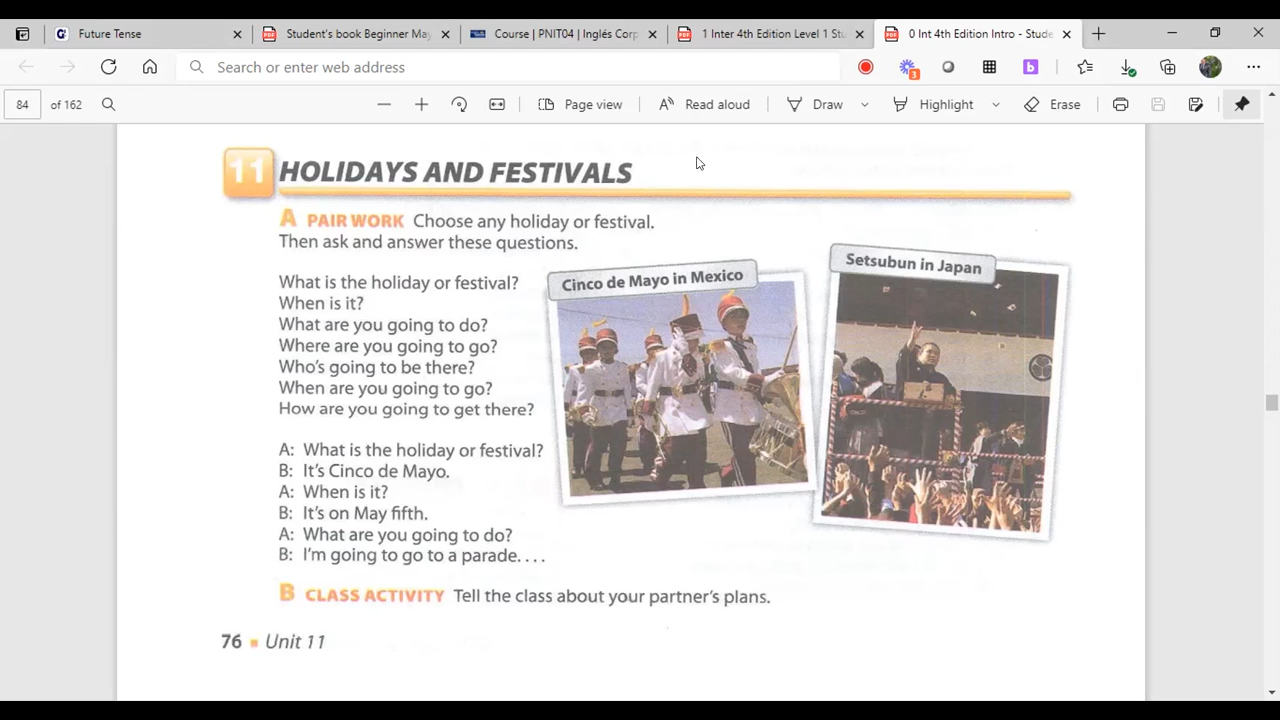 Future Tense
Student's book Beginner May
Course | PNIT04 | Inglés Corp
1 Inter 4th Edition Level 1 Stu
0 Int 4th Edition Intro - Stude
Search or enter web address
3
b
84 of 162
Page view
Read aloud
Draw
Highlight
Erase
11 HOLIDAYS AND FESTIVALS
A PAIR WORK Choose any holiday or festival.
Then ask and answer these questions.
What is the holiday or festival?
When is it?
What are you going to do?
Where are you going to go?
Who's going to be there?
When are you going to go?
How are you going to get there?
A: What is the holiday or festival?
B: It's Cinco de Mayo.
A: When is it?
B: It's on May fifth.
A: What are you going to do?
B: I'm going to go to a parade. . . .
Cinco de Mayo in Mexico
Setsubun in Japan
B CLASS ACTIVITY Tell the class about your partner's plans.
76 ▪ Unit 11